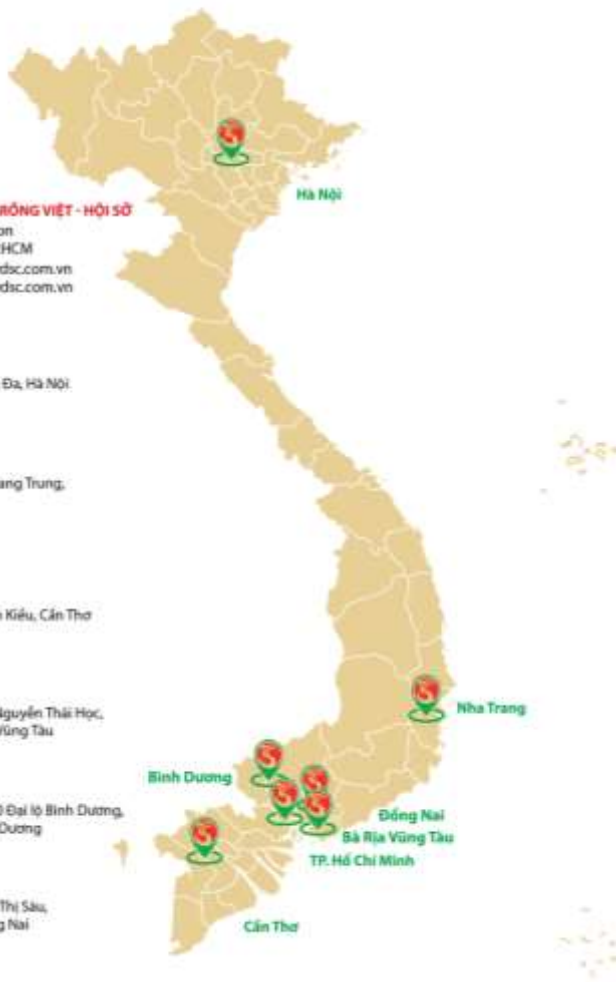 RỒNG VIỆT - HỘI SỞ
on
HCM
dsc.com.vn
dsc.com.vn
Đa, Hà Nội
ang Trung,
Kiều, Cần Thơ
Nguyễn Thái Học,
Vũng Tàu
Đại lộ Bình Dương,
Dương
Thị Sáu,
g Nai
Hà Nội
Nha Trang
Bình Dương
Đồng Nai
Bà Rịa Vũng Tàu
TP. Hồ Chí Minh
Cần Thơ